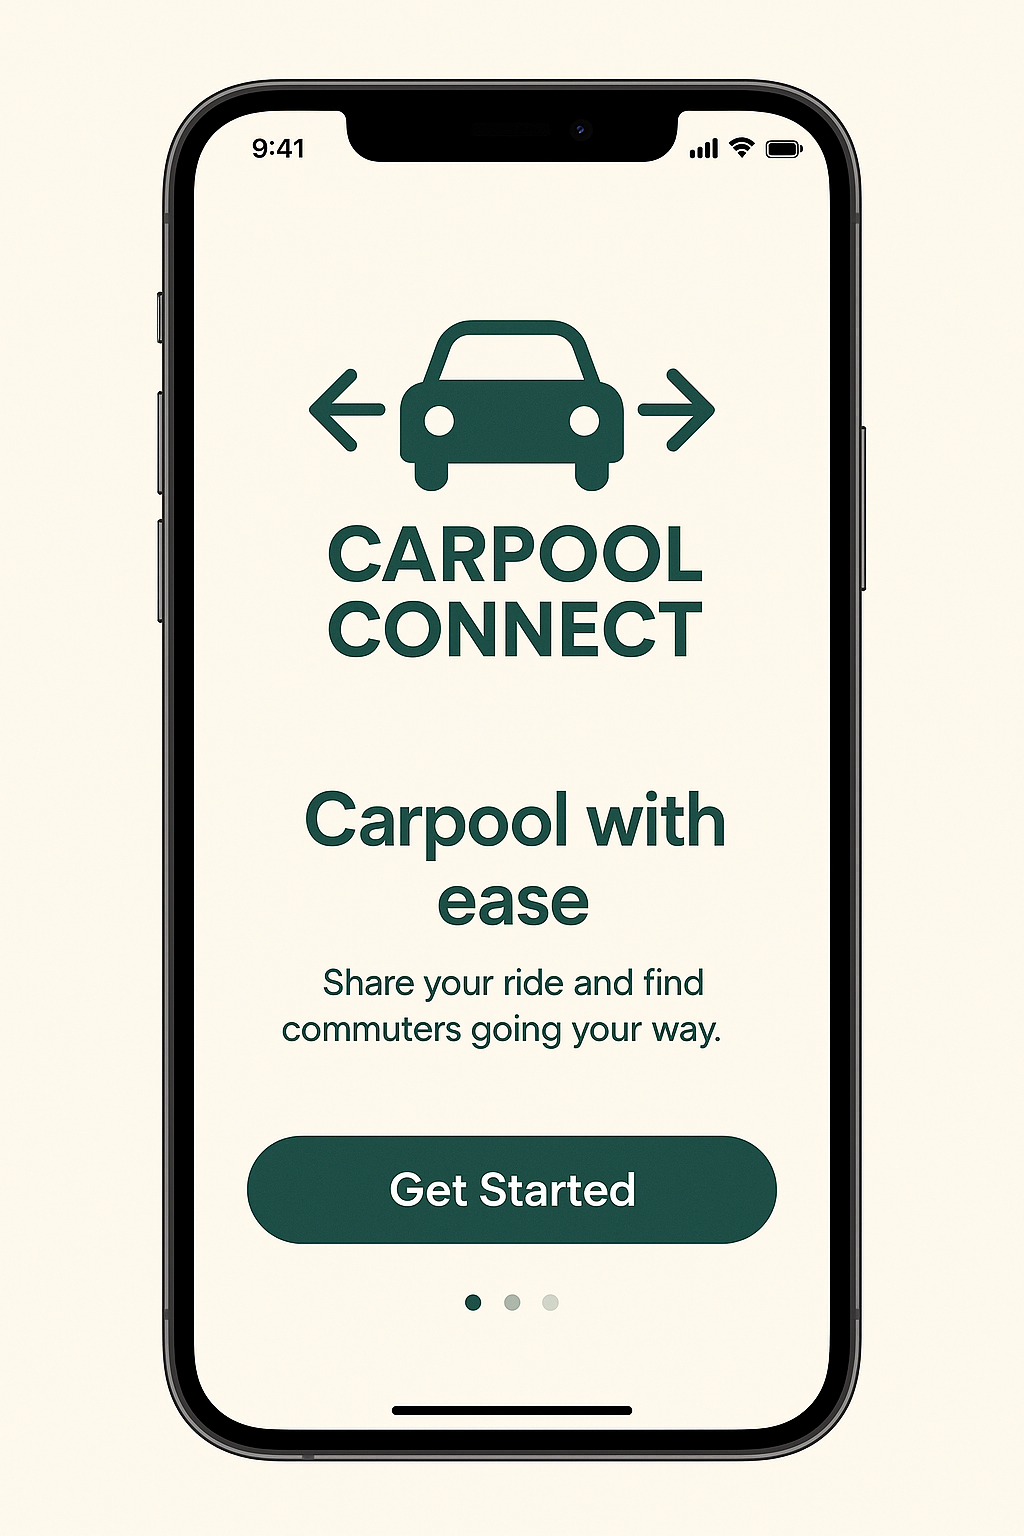 9:41
CARPOOL
CONNECT
Carpool with
ease
Share your ride and find
commuters going your way.
Get Started